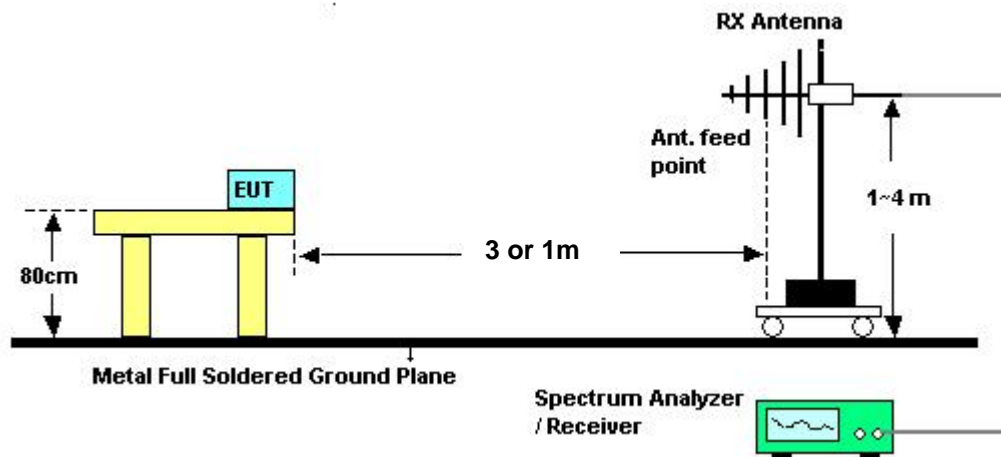 RX Antenna
Ant. feed
point
EUT
1~4 m
3 or 1m
80cm
Metal Full Soldered Ground Plane
Spectrum Analyzer
/ Receiver